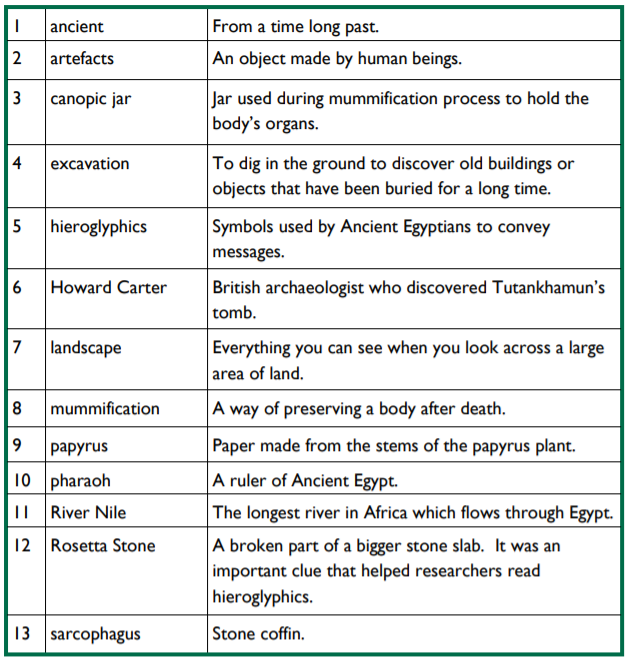 1 ancient From a time long past.
2 artefacts An object made by human beings.
3 canopic jar Jar used during mummification process to hold the
body's organs.
4 excavation To dig in the ground to discover old buildings or
objects that have been buried for a long time.
5 hieroglyphics Symbols used by Ancient Egyptians to convey
messages.
6 Howard Carter British archaeologist who discovered Tutankhamun's
tomb.
7 landscape Everything you can see when you look across a large
area of land.
8 mummification A way of preserving a body after death.
9 papyrus Paper made from the stems of the papyrus plant.
10 pharaoh A ruler of Ancient Egypt.
11 River Nile The longest river in Africa which flows through Egypt.
12 Rosetta Stone A broken part of a bigger stone slab. It was an
important clue that helped researchers read
hieroglyphics.
13 sarcophagus Stone coffin.